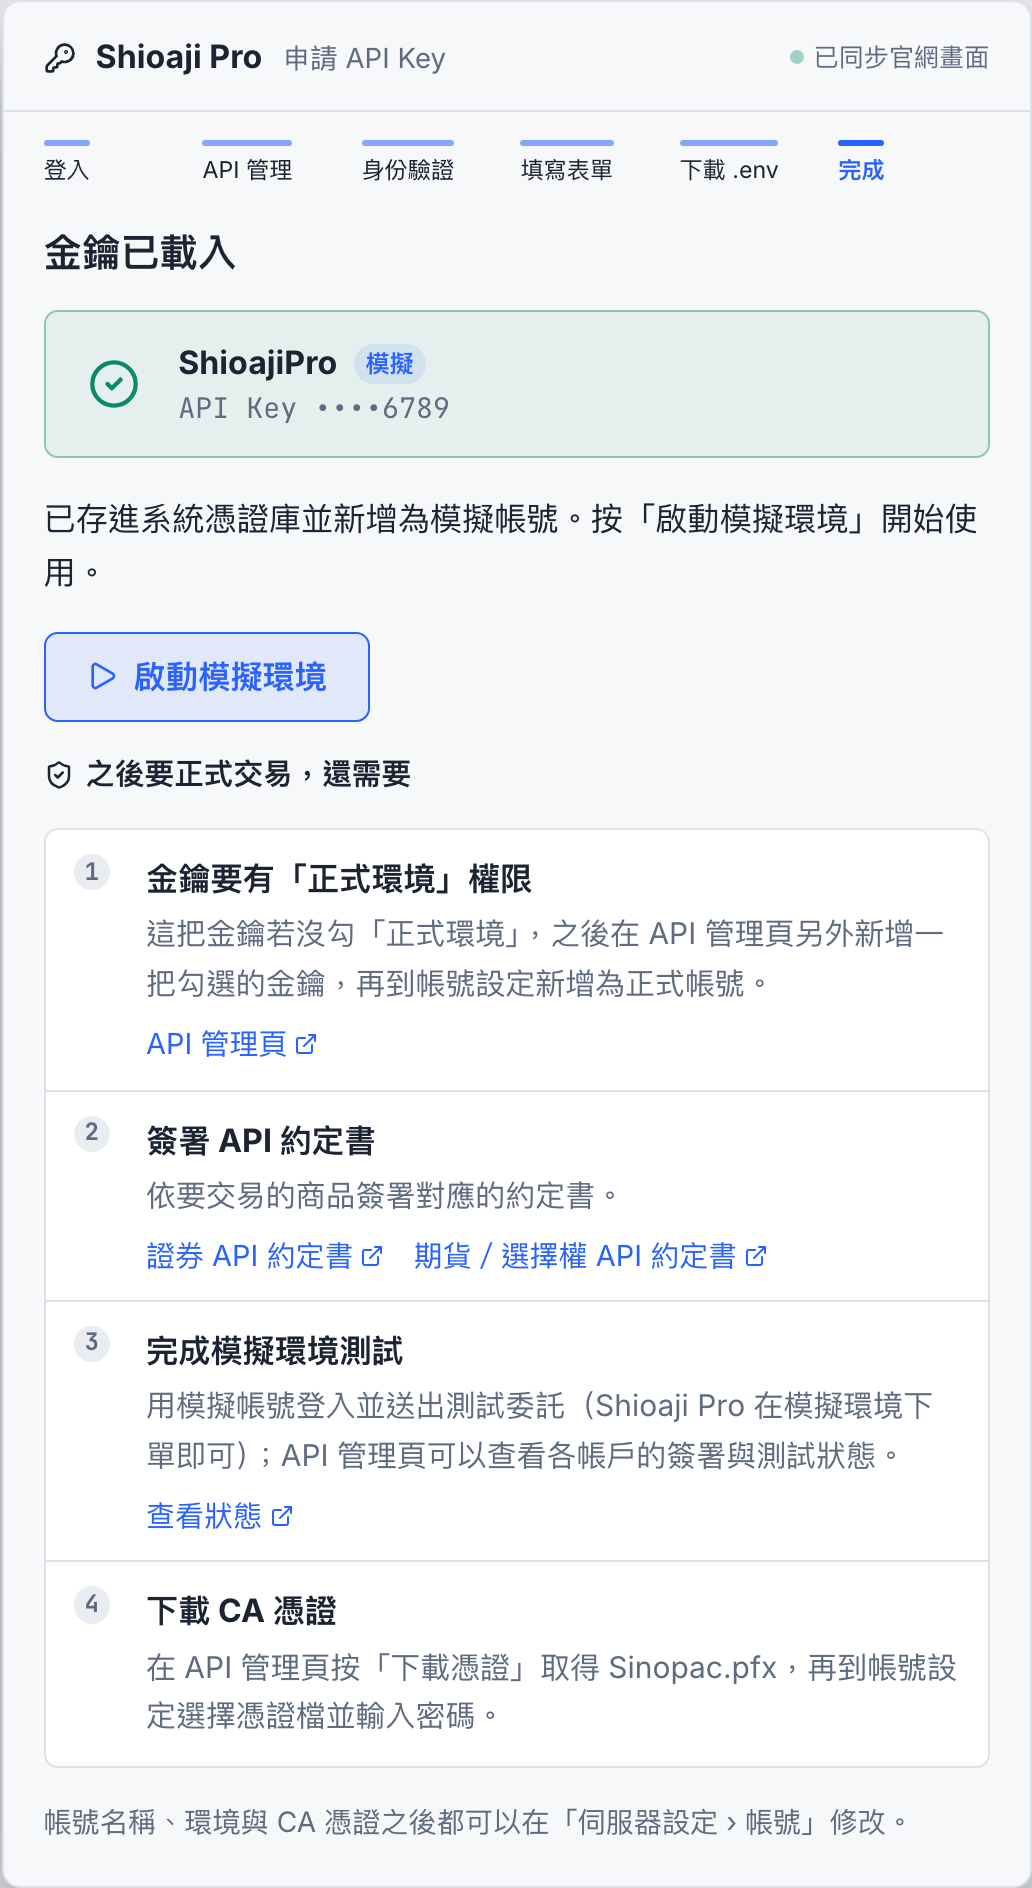 Shioaji Pro 申請 API Key
已同步官網畫面
登入
API 管理
身份驗證
填寫表單
下載 .env
完成
金鑰已載入
ShioajiPro 模擬
API Key ••••6789
已存進系統憑證庫並新增為模擬帳號。按「啟動模擬環境」開始使
用。
啟動模擬環境
之後要正式交易，還需要
1
金鑰要有「正式環境」權限
這把金鑰若沒勾「正式環境」，之後在 API 管理頁另外新增一
把勾選的金鑰，再到帳號設定新增為正式帳號。
API 管理頁
2
簽署 API 約定書
依要交易的商品簽署對應的約定書。
證券 API 約定書 期貨 / 選擇權 API 約定書
3
完成模擬環境測試
用模擬帳號登入並送出測試委託（Shioaji Pro 在模擬環境下
單即可）；API 管理頁可以查看各帳戶的簽署與測試狀態。
查看狀態
4
下載 CA 憑證
在 API 管理頁按「下載憑證」取得 Sinopac.pfx，再到帳號設
定選擇憑證檔並輸入密碼。
帳號名稱、環境與 CA 憑證之後都可以在「伺服器設定 › 帳號」修改。